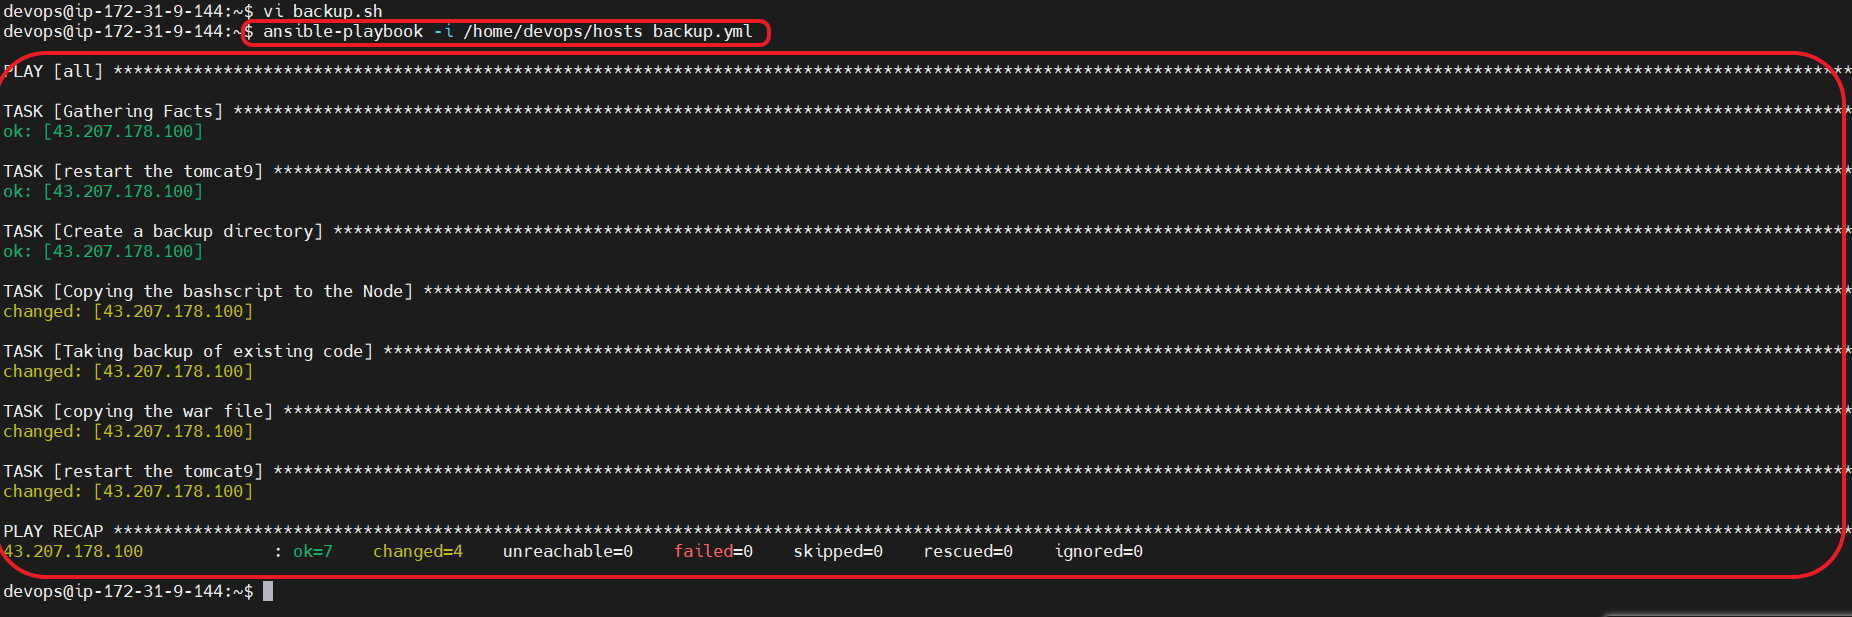 devops@ip-172-31-9-144:~$ vi backup.sh
devops@ip-172-31-9-144:~$ ansible-playbook -i /home/devops/hosts backup.yml
PLAY [all] ****************************************************************************************************************************************************************************
TASK [Gathering Facts] ******************************************************************************************************************************************************************
ok: [43.207.178.100]
TASK [restart the tomcat9] **************************************************************************************************************************************************************
ok: [43.207.178.100]
TASK [Create a backup directory] ********************************************************************************************************************************************************
ok: [43.207.178.100]
TASK [Copying the bashscript to the Node] ***********************************************************************************************************************************************
changed: [43.207.178.100]
TASK [Taking backup of existing code] ***************************************************************************************************************************************************
changed: [43.207.178.100]
TASK [copying the war file] *************************************************************************************************************************************************************
changed: [43.207.178.100]
TASK [restart the tomcat9] **************************************************************************************************************************************************************
changed: [43.207.178.100]
PLAY RECAP ******************************************************************************************************************************************************************************
43.207.178.100 : ok=7 changed=4 unreachable=0 failed=0 skipped=0 rescued=0 ignored=0
devops@ip-172-31-9-144:~$